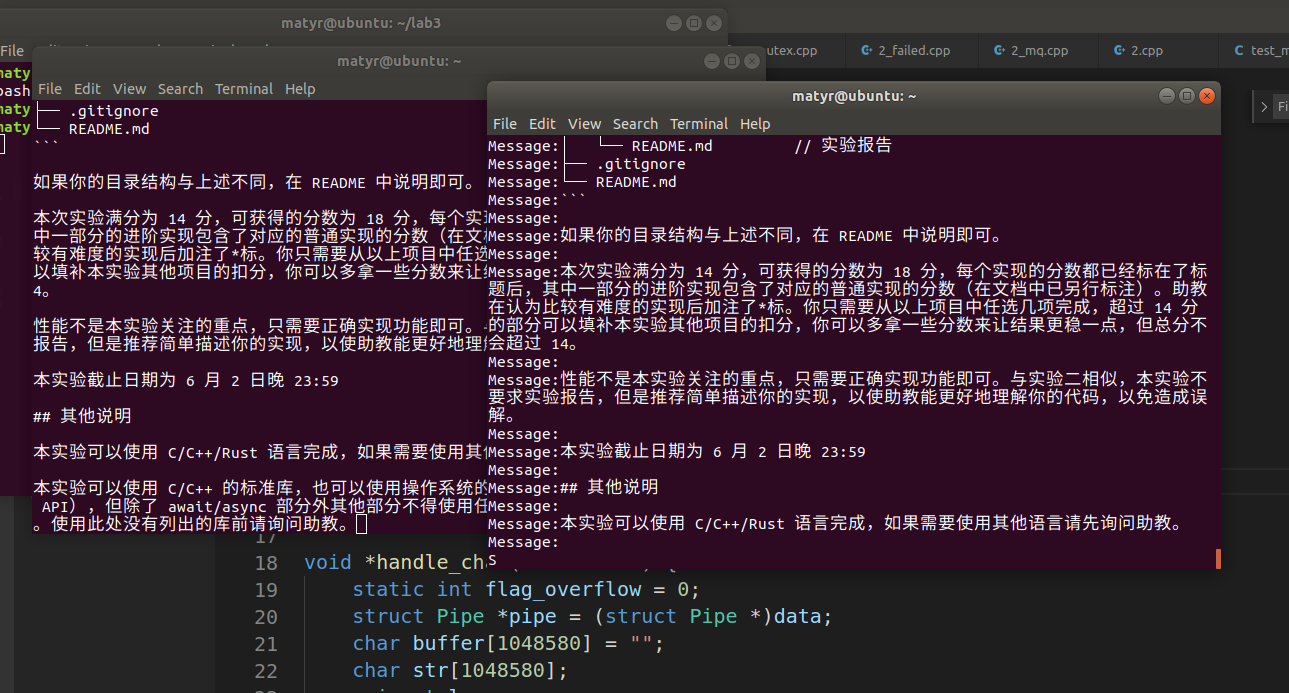 matyr@ubuntu: ~/lab3
File
maty
bash
maty
maty
utex.cpp
2_failed.cpp
2_mq.cpp
2.cpp
test_m
Fi
matyr@ubuntu: ~
File Edit View Search Terminal Help
├── .gitignore
└── README.md
```
如果你的目录结构与上述不同，在 README 中说明即可。
本次实验满分为 14 分，可获得的分数为 18 分，每个实现
中一部分的进阶实现包含了对应的普通实现的分数（在文档
较有难度的实现后加注了*标。你只需要从以上项目中任选
以填补本实验其他项目的扣分，你可以多拿一些分数来让结
4。
性能不是本实验关注的重点，只需要正确实现功能即可。
报告，但是推荐简单描述你的实现，以使助教能更好地理解
本实验截止日期为 6 月 2 日晚 23:59
## 其他说明
本实验可以使用 C/C++/Rust 语言完成，如果需要使用其他
本实验可以使用 C/C++ 的标准库，也可以使用操作系统的
API），但除了 await/async 部分外其他部分不得使用任
。使用此处没有列出的库前请询问助教。
matyr@ubuntu: ~
File Edit View Search Terminal Help
Message:│   └── README.md         // 实验报告
Message:├── .gitignore
Message:└── README.md
Message:```
Message:
Message:如果你的目录结构与上述不同，在 README 中说明即可。
Message:
Message:本次实验满分为 14 分，可获得的分数为 18 分，每个实现的分数都已经标在了标
题后，其中一部分的进阶实现包含了对应的普通实现的分数（在文档中已另行标注）。助教
在认为比较有难度的实现后加注了*标。你只需要从以上项目中任选几项完成，超过 14 分
的部分可以填补本实验其他项目的扣分，你可以多拿一些分数来让结果更稳一点，但总分不
会超过 14。
Message:
Message:性能不是本实验关注的重点，只需要正确实现功能即可。与实验二相似，本实验不
要求实验报告，但是推荐简单描述你的实现，以使助教能更好地理解你的代码，以免造成误
解。
Message:
Message:本实验截止日期为 6 月 2 日晚 23:59
Message:
Message:## 其他说明
Message:
Message:本实验可以使用 C/C++/Rust 语言完成，如果需要使用其他语言请先询问助教。
Message:
S
17
18 void *handle_cha
19 static int flag_overflow = 0;
20 struct Pipe *pipe = (struct Pipe *)data;
21 char buffer[1048580] = "";
22 char str[1048580];